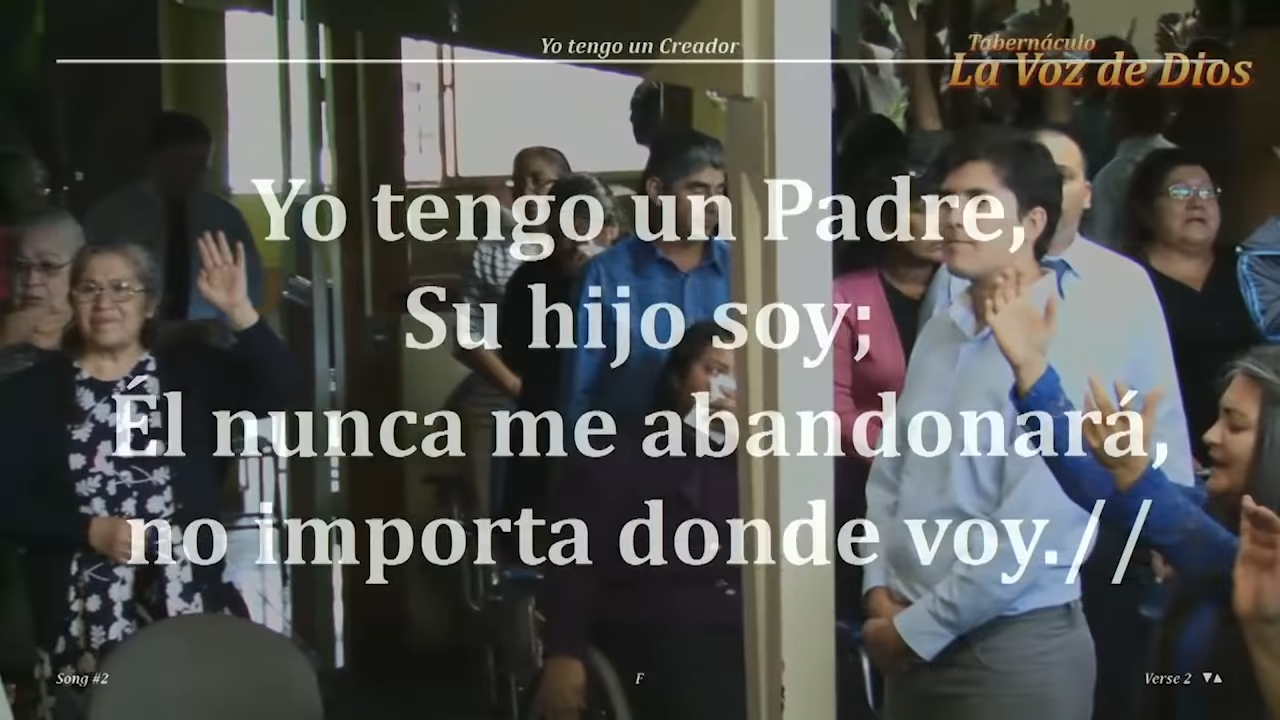 Yo tengo un Creador
Tabernáculo
La Voz de Dios
Yo tengo un Padre,
Su hijo soy;
Él nunca me abandonará,
no importa donde voy.//
Song #2
F
Verse 2 ▼▲